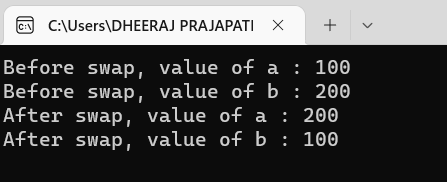 C:\Users\DHEERAJ PRAJAPATI
Before swap, value of a : 100
Before swap, value of b : 200
After swap, value of a : 200
After swap, value of b : 100